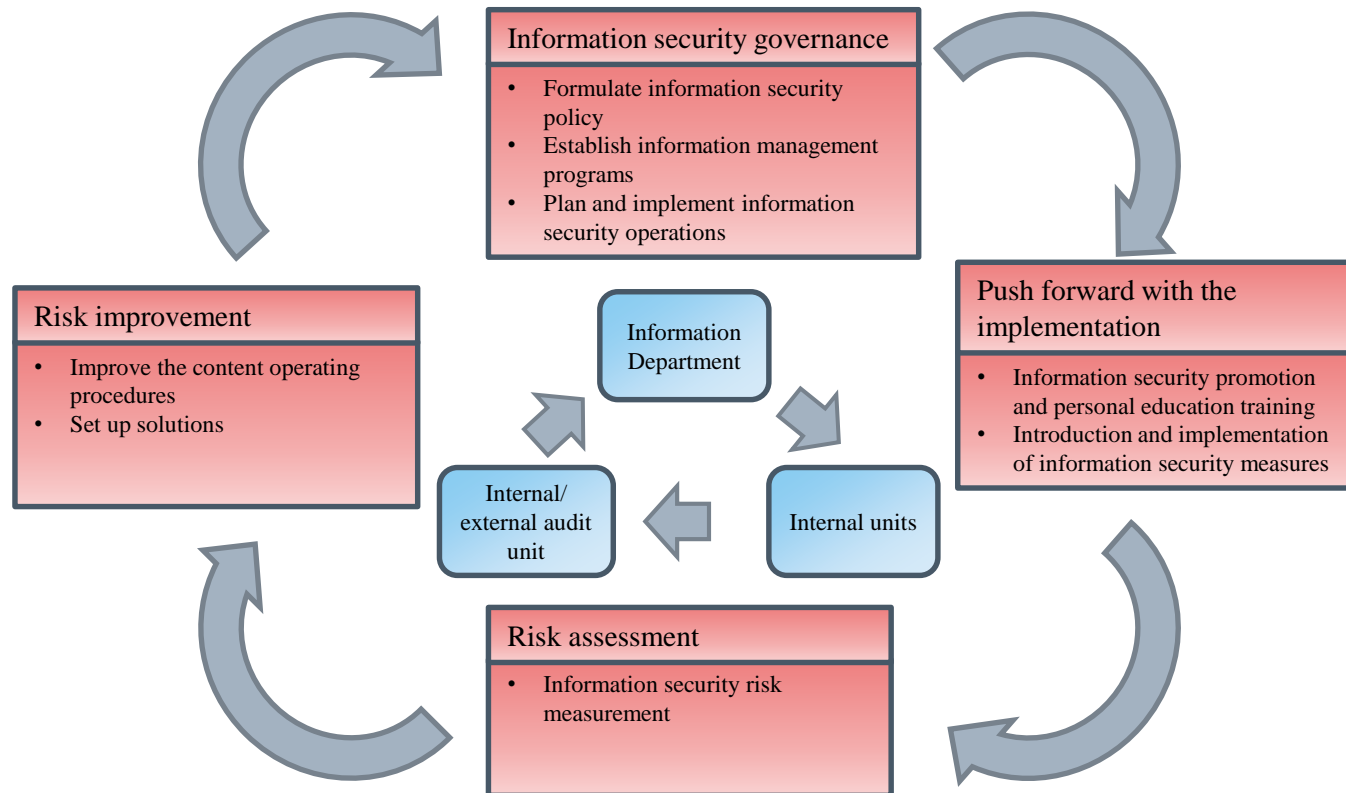 Information security governance
• Formulate information security
policy
• Establish information management
programs
• Plan and implement information
security operations
Risk improvement
• Improve the content operating
procedures
• Set up solutions
Information
Department
Push forward with the
implementation
• Information security promotion
and personal education training
• Introduction and implementation
of information security measures
Internal/
external audit
unit
Internal units
Risk assessment
• Information security risk
measurement